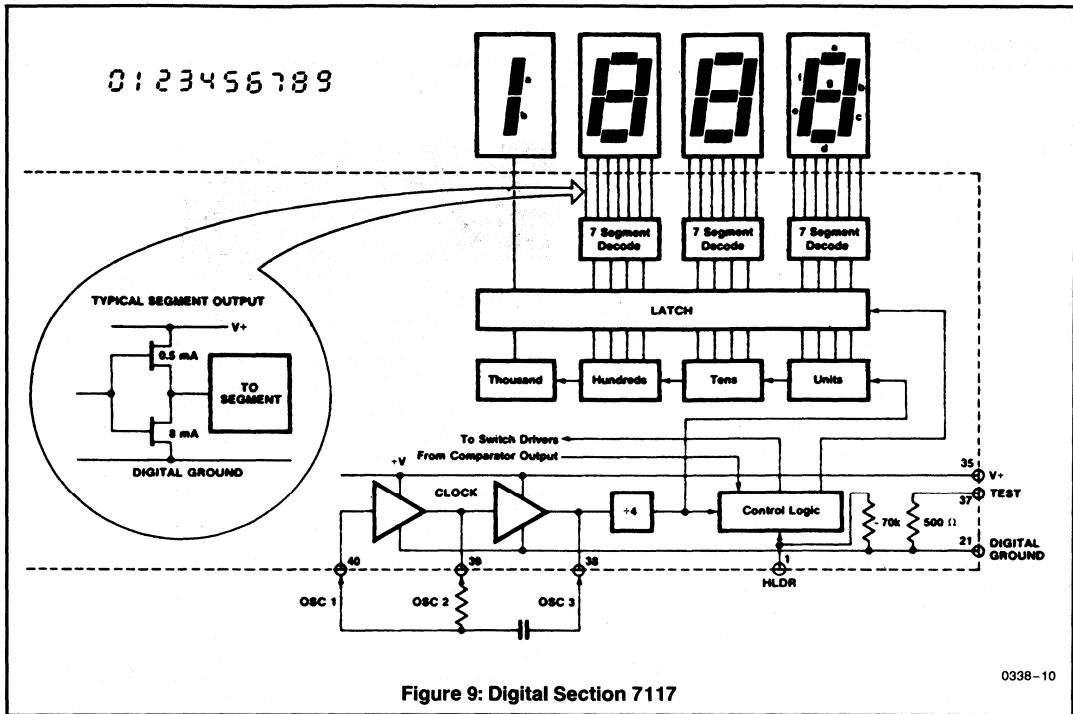 0123456789
a
b
a
f
g
b
e
c
d
7 Segment
Decode
7 Segment
Decode
7 Segment
Decode
TYPICAL SEGMENT OUTPUT
V+
0.5 mA
TO
SEGMENT
8 mA
DIGITAL GROUND
LATCH
Thousand
Hundreds
Tens
Units
To Switch Drivers
From Comparator Output
+V
CLOCK
÷4
Control Logic
~70k
500 Ω
35
V+
37
TEST
21
DIGITAL
GROUND
40
39
38
1
HLDR
OSC 1
OSC 2
OSC 3
0338-10
Figure 9: Digital Section 7117